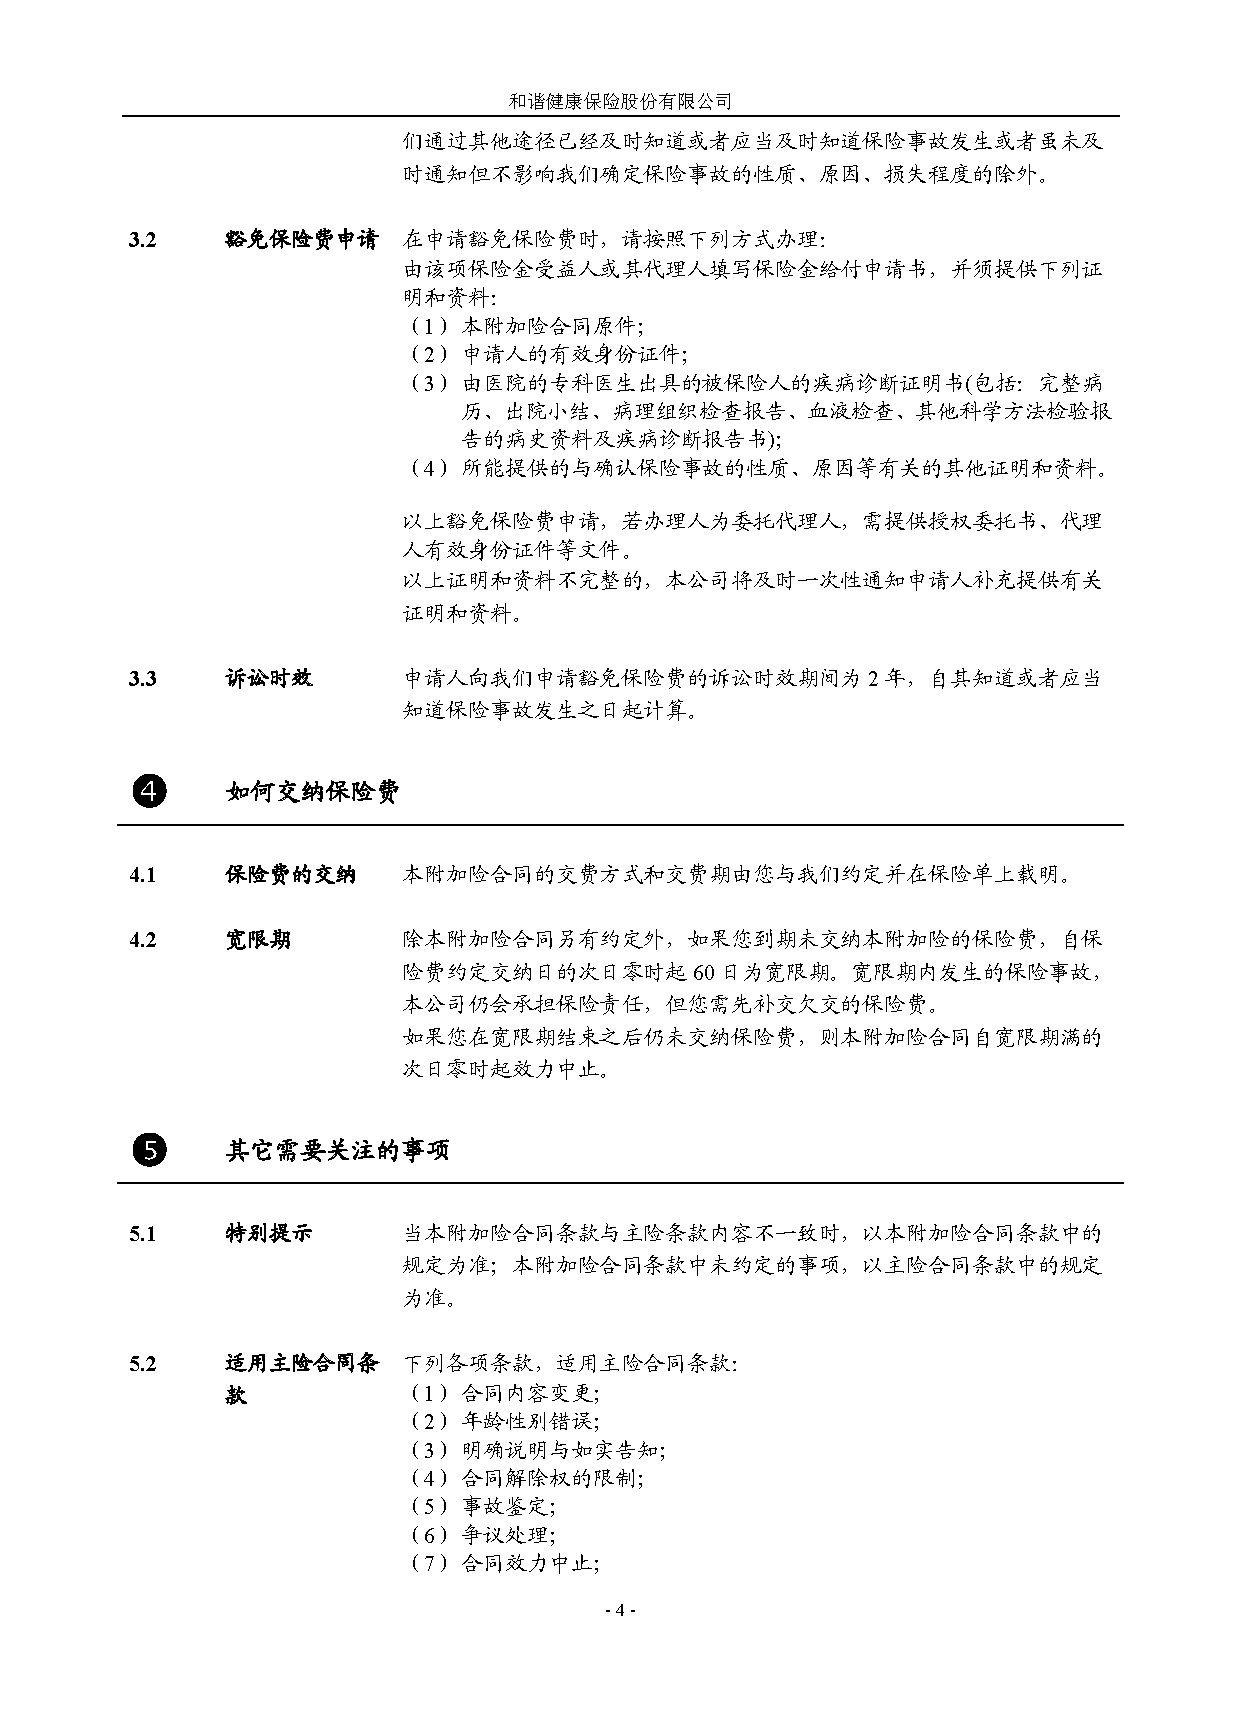 和谐健康保险股份有限公司
们通过其他途径已经及时知道或者应当及时知道保险事故发生或者虽未及
时通知但不影响我们确定保险事故的性质、原因、损失程度的除外。
3.2 豁免保险费申请 在申请豁免保险费时，请按照下列方式办理：
由该项保险金受益人或其代理人填写保险金给付申请书，并须提供下列证
明和资料：
（1）本附加险合同原件；
（2）申请人的有效身份证件；
（3）由医院的专科医生出具的被保险人的疾病诊断证明书(包括：完整病
历、出院小结、病理组织检查报告、血液检查、其他科学方法检验报
告的病史资料及疾病诊断报告书)；
（4）所能提供的与确认保险事故的性质、原因等有关的其他证明和资料。
以上豁免保险费申请，若办理人为委托代理人，需提供授权委托书、代理
人有效身份证件等文件。
以上证明和资料不完整的，本公司将及时一次性通知申请人补充提供有关
证明和资料。
3.3 诉讼时效 申请人向我们申请豁免保险费的诉讼时效期间为 2 年，自其知道或者应当
知道保险事故发生之日起计算。
❹ 如何交纳保险费
4.1 保险费的交纳 本附加险合同的交费方式和交费期由您与我们约定并在保险单上载明。
4.2 宽限期 除本附加险合同另有约定外，如果您到期未交纳本附加险的保险费，自保
险费约定交纳日的次日零时起 60 日为宽限期。宽限期内发生的保险事故，
本公司仍会承担保险责任，但您需先补交欠交的保险费。
如果您在宽限期结束之后仍未交纳保险费，则本附加险合同自宽限期满的
次日零时起效力中止。
❺ 其它需要关注的事项
5.1 特别提示 当本附加险合同条款与主险条款内容不一致时，以本附加险合同条款中的
规定为准；本附加险合同条款中未约定的事项，以主险合同条款中的规定
为准。
5.2 适用主险合同条 下列各项条款，适用主险合同条款：
款 （1）合同内容变更；
（2）年龄性别错误；
（3）明确说明与如实告知；
（4）合同解除权的限制；
（5）事故鉴定；
（6）争议处理；
（7）合同效力中止；
- 4 -